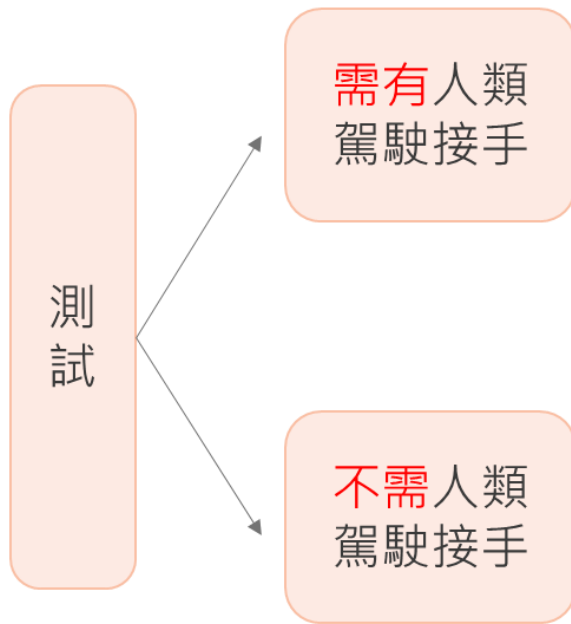 測
試
需有人類
駕駛接手
不需人類
駕駛接手